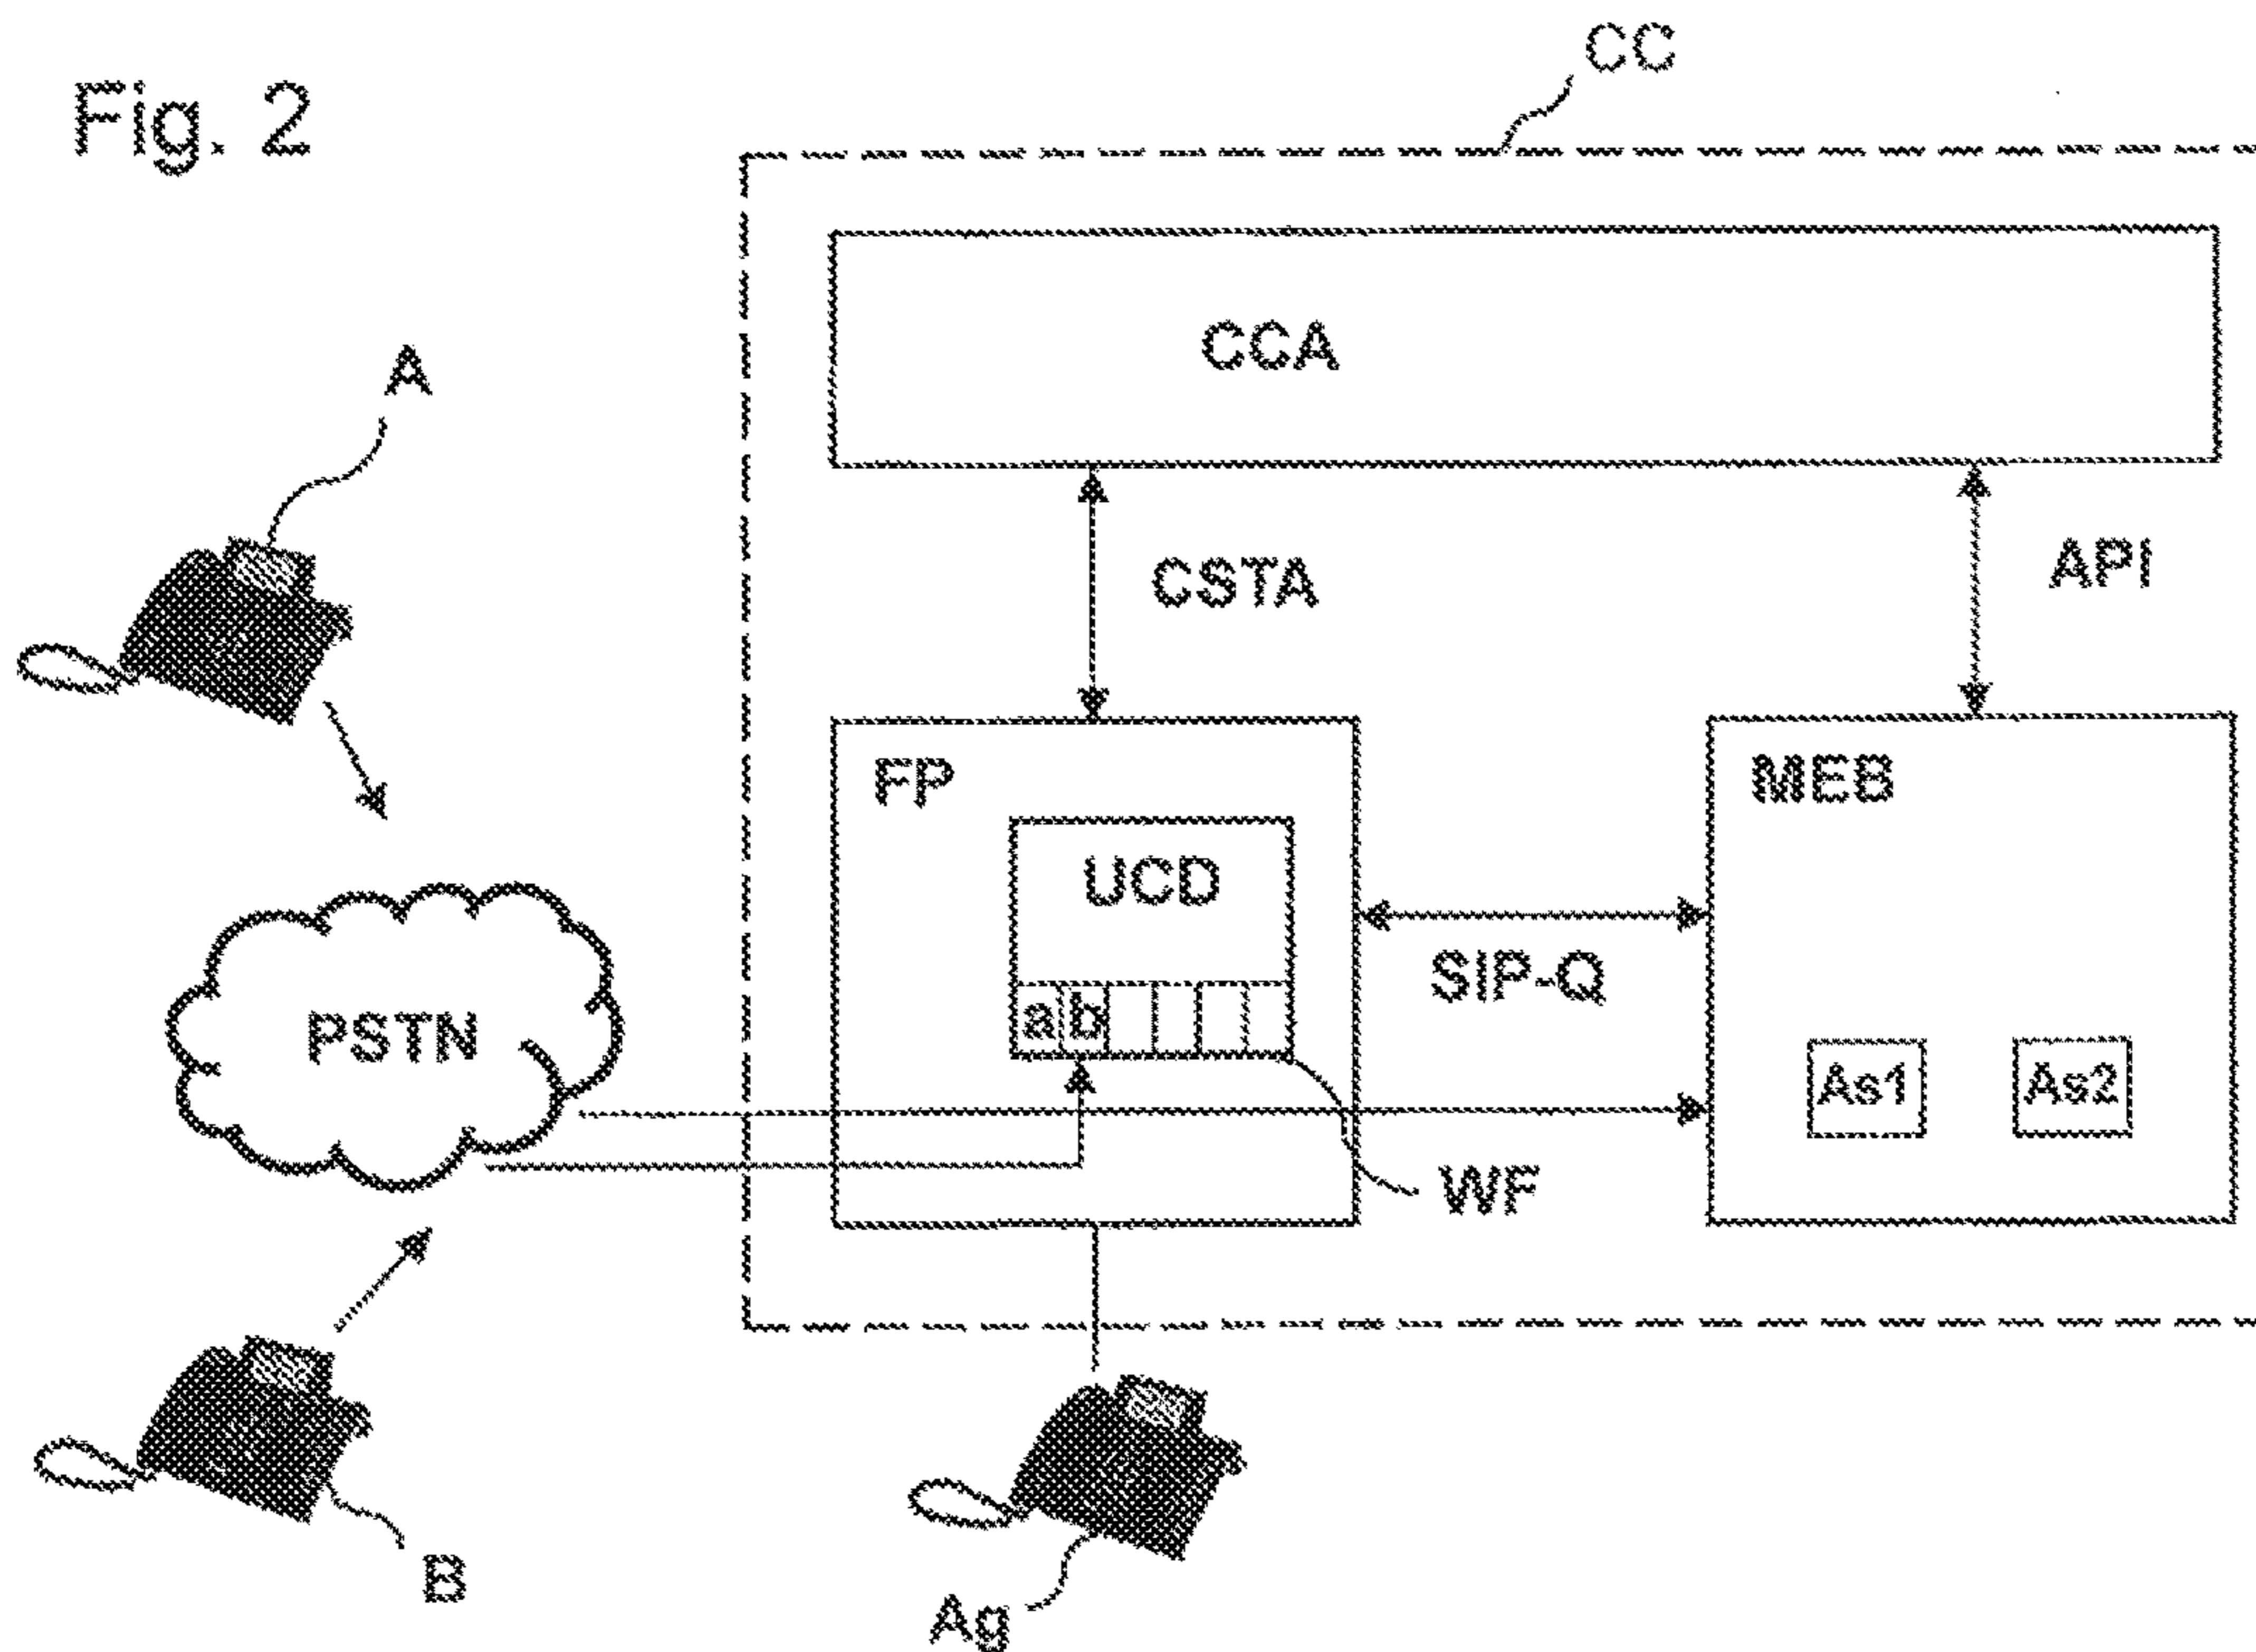 Fig. 2
CC
CCA
A
CSTA
API
FP
MEB
UCD
SIP-Q
a b
PSTN
As1 As2
WF
B
Ag